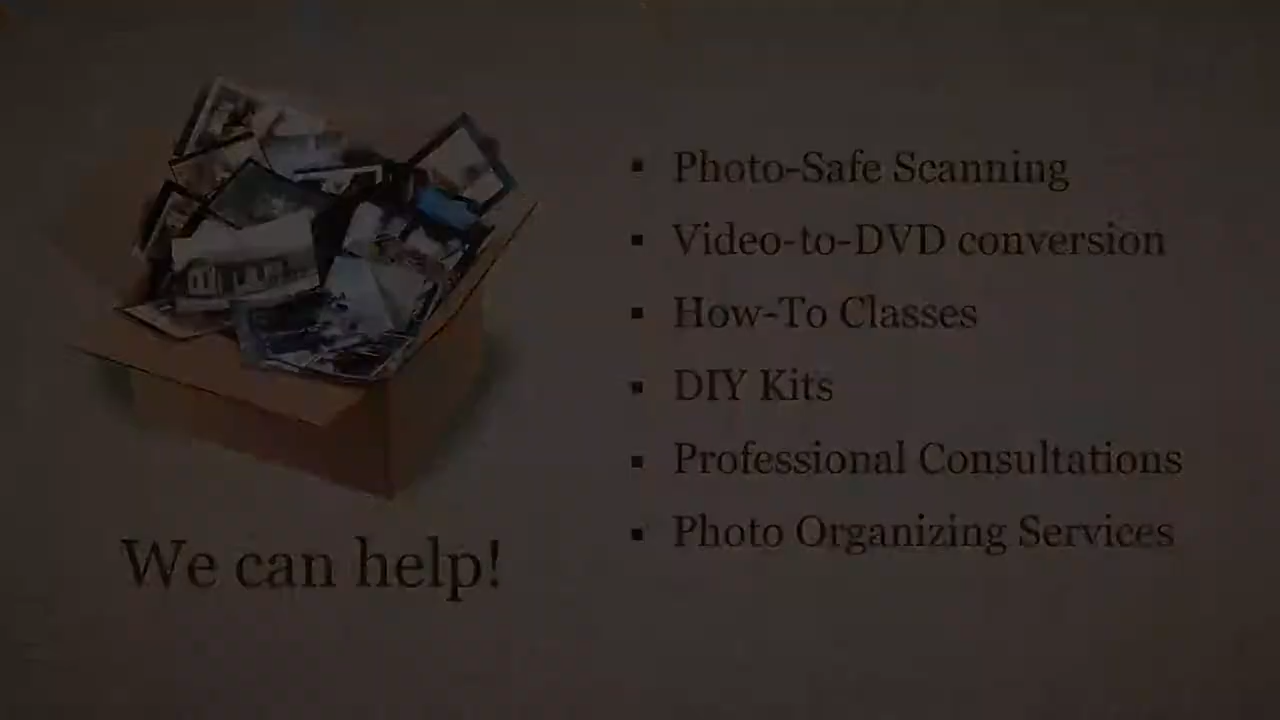 Photo-Safe Scanning
Video-to-DVD conversion
How-To Classes
DIY Kits
Professional Consultations
Photo Organizing Services
We can help!